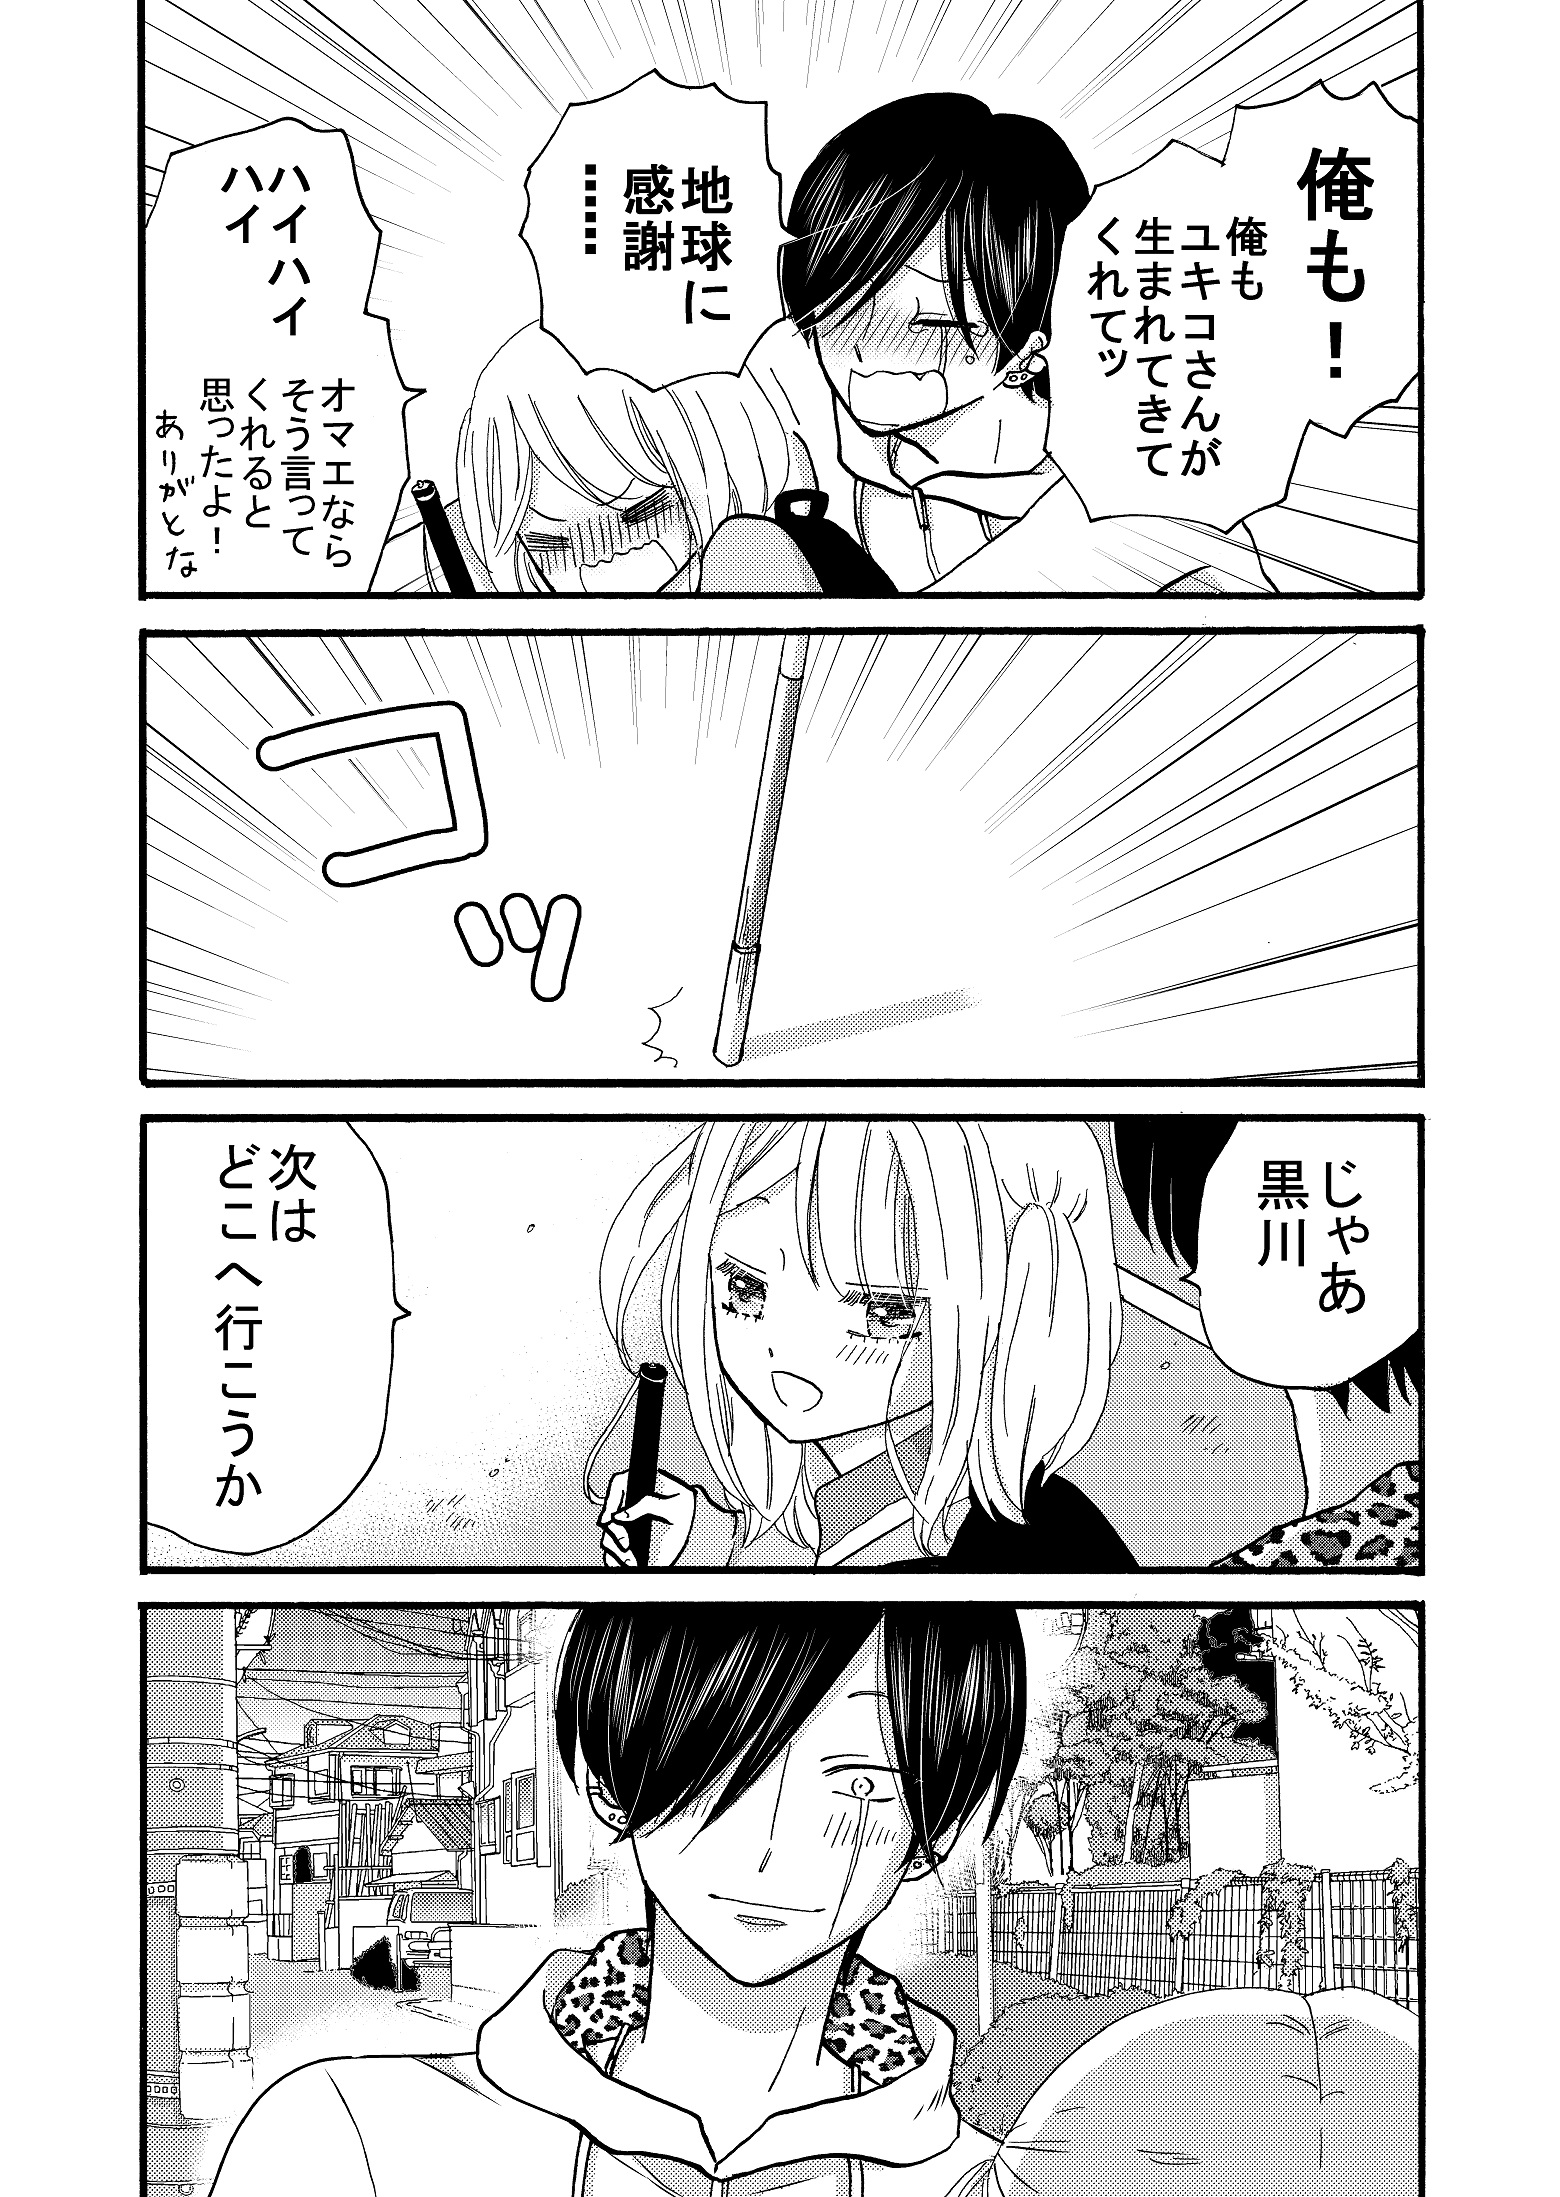 俺も！
俺も
ユキコさんが
生まれてきて
くれてッ
地球に
感謝
……
ハイハイ
ハイ
オマエなら
そう言って
くれると
思ったよ！
ありがとな
コッ
じゃあ
黒川
次は
どこへ行こうか